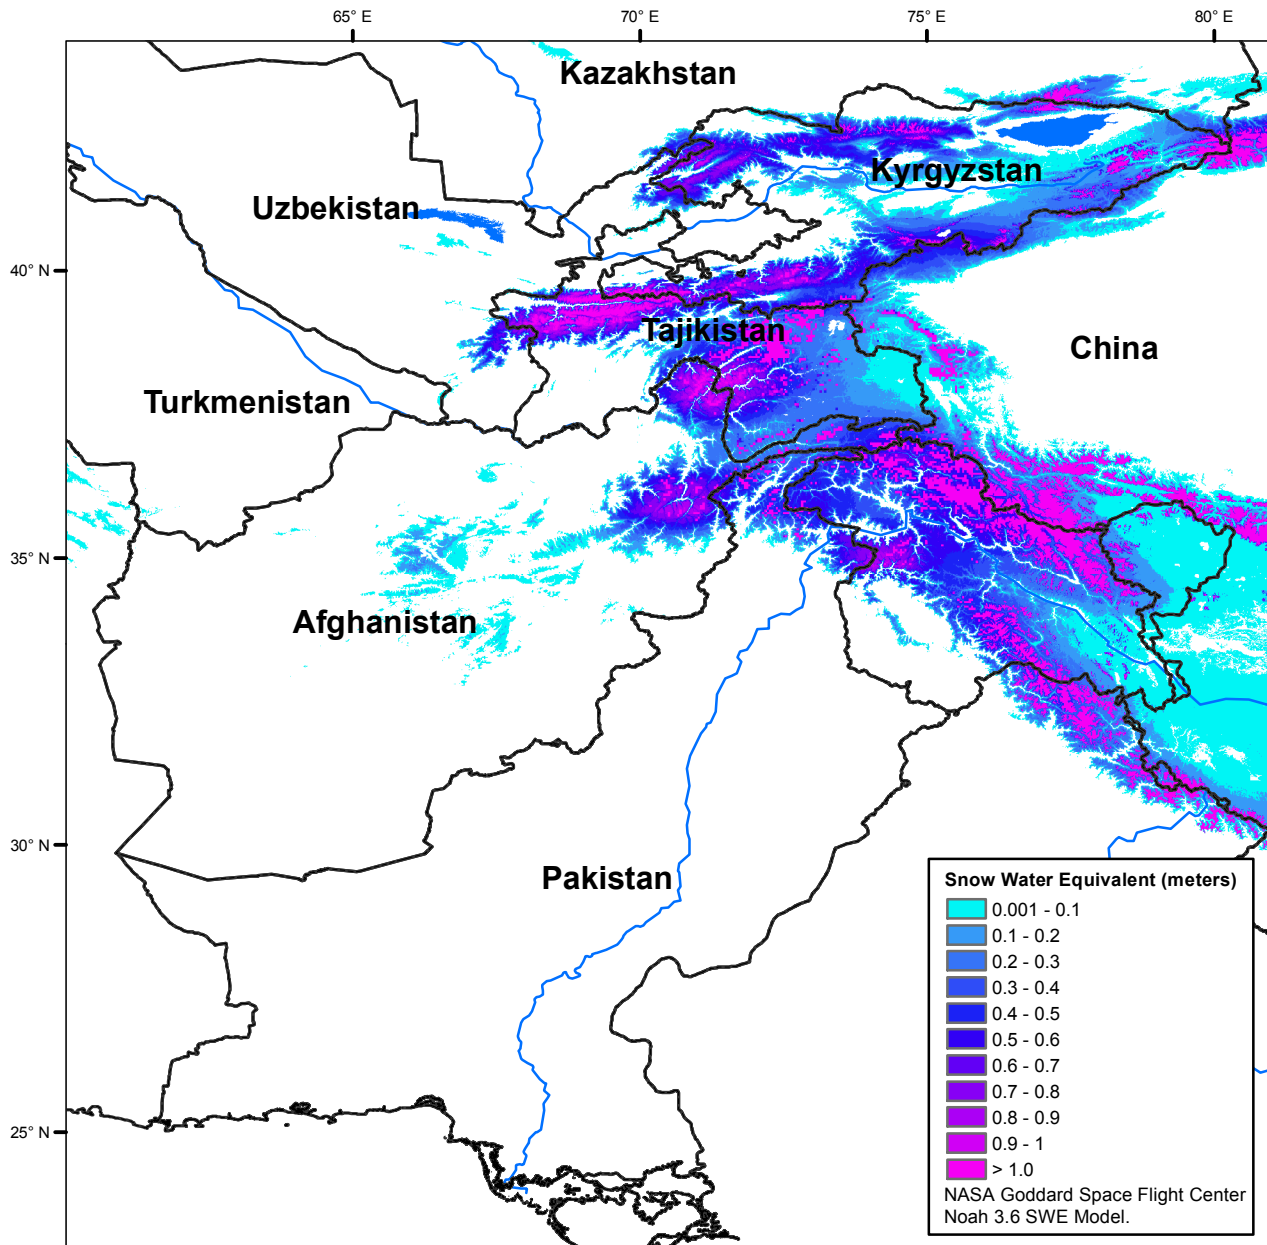 65° E
70° E
75° E
80° E
Kazakhstan
Kyrgyzstan
Uzbekistan
40° N
Tajikistan
China
Turkmenistan
35° N
Afghanistan
30° N
Pakistan
25° N
Snow Water Equivalent (meters)
0.001 - 0.1
0.1 - 0.2
0.2 - 0.3
0.3 - 0.4
0.4 - 0.5
0.5 - 0.6
0.6 - 0.7
0.7 - 0.8
0.8 - 0.9
0.9 - 1
> 1.0
NASA Goddard Space Flight Center
Noah 3.6 SWE Model.